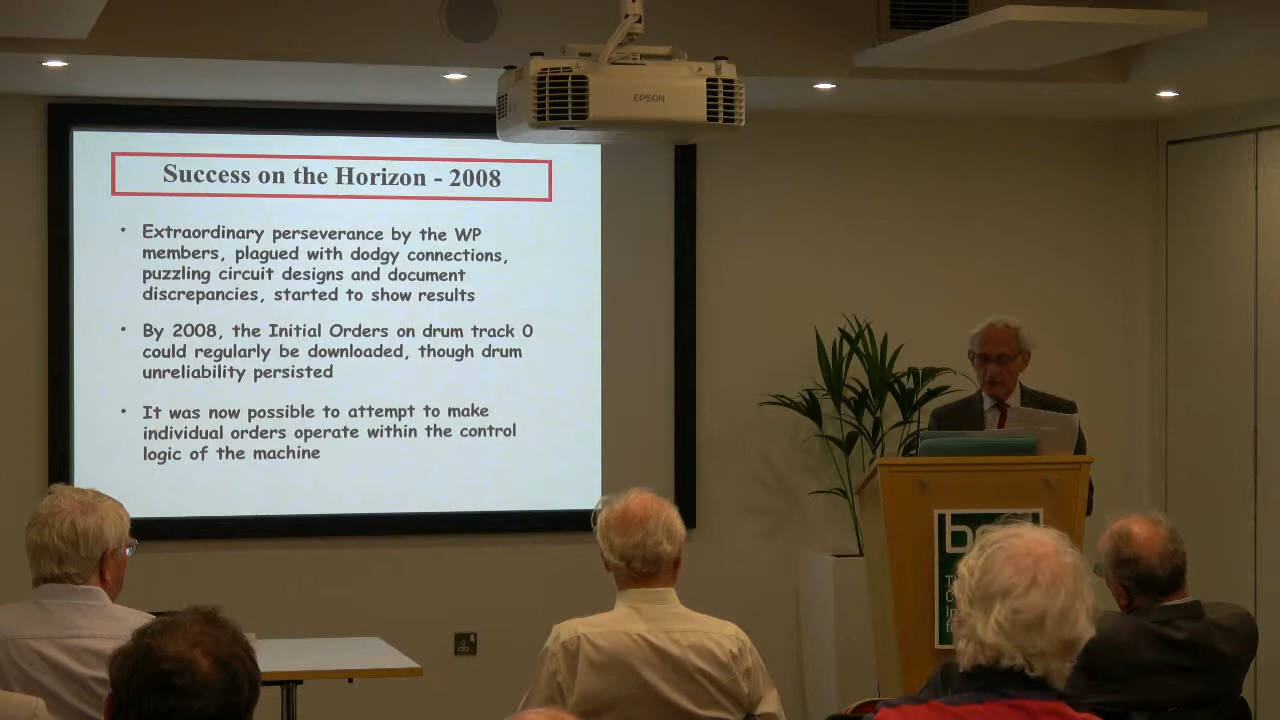 EPSON
Success on the Horizon - 2008
• Extraordinary perseverance by the WP
members, plagued with dodgy connections,
puzzling circuit designs and document
discrepancies, started to show results
• By 2008, the Initial Orders on drum track 0
could regularly be downloaded, though drum
unreliability persisted
• It was now possible to attempt to make
individual orders operate within the control
logic of the machine